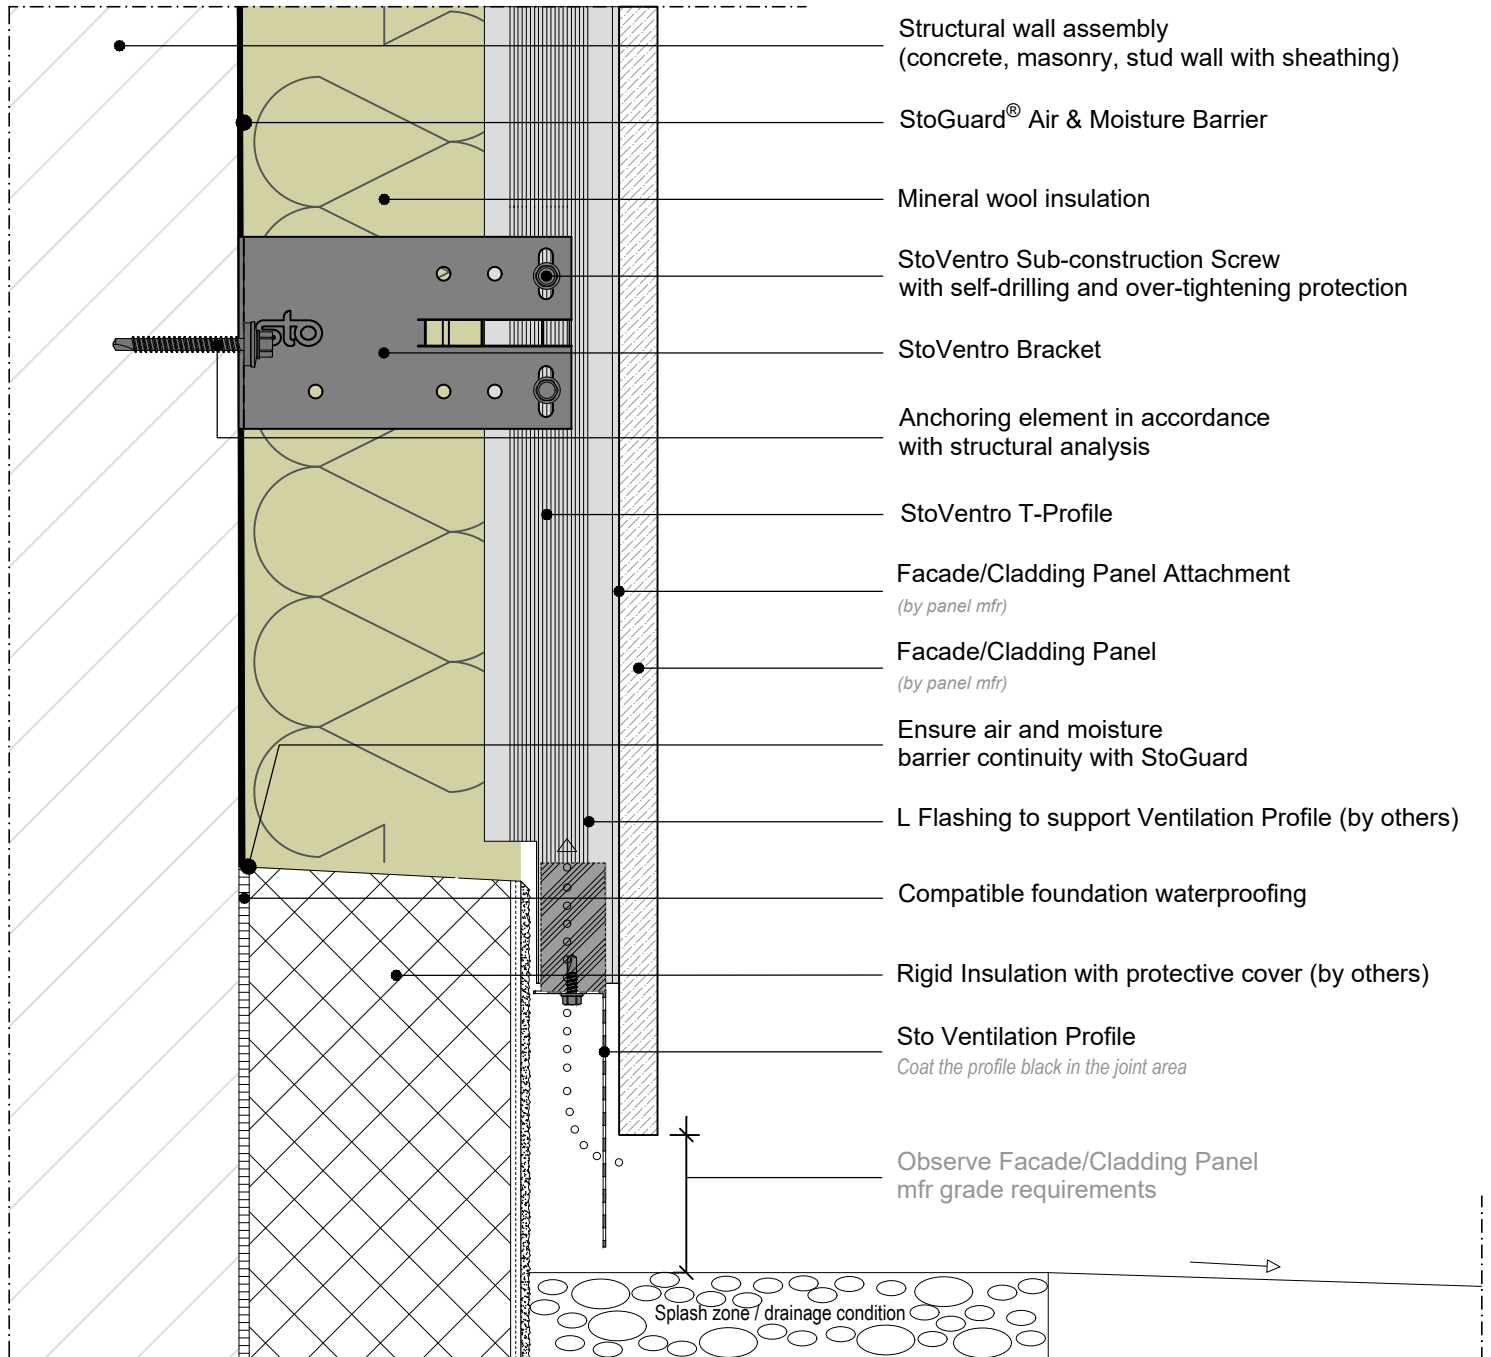 Structural wall assembly
(concrete, masonry, stud wall with sheathing)
StoGuard® Air & Moisture Barrier
Mineral wool insulation
StoVentro Sub-construction Screw
with self-drilling and over-tightening protection
sto
StoVentro Bracket
Anchoring element in accordance
with structural analysis
StoVentro T-Profile
Facade/Cladding Panel Attachment
(by panel mfr)
Facade/Cladding Panel
(by panel mfr)
Ensure air and moisture
barrier continuity with StoGuard
L Flashing to support Ventilation Profile (by others)
Compatible foundation waterproofing
Rigid Insulation with protective cover (by others)
Sto Ventilation Profile
Coat the profile black in the joint area
Observe Facade/Cladding Panel
mfr grade requirements
Splash zone / drainage condition